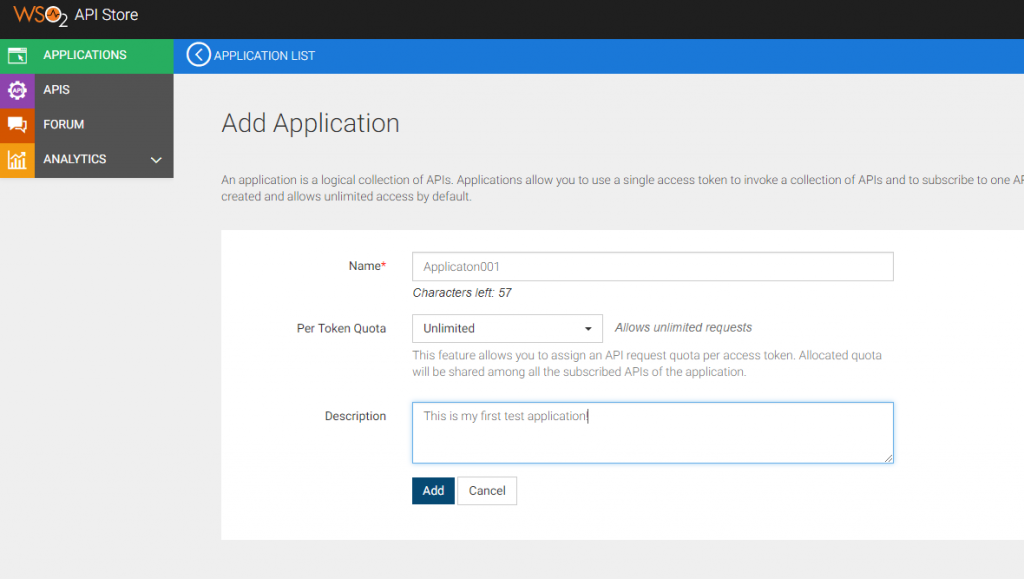 WSO2 API Store
APPLICATIONS
APPLICATION LIST
APIS
FORUM
ANALYTICS
Add Application
An application is a logical collection of APIs. Applications allow you to use a single access token to invoke a collection of APIs and to subscribe to one AP
created and allows unlimited access by default.
Name*
Applicaton001
Characters left: 57
Per Token Quota
Unlimited
Allows unlimited requests
This feature allows you to assign an API request quota per access token. Allocated quota
will be shared among all the subscribed APIs of the application.
Description
This is my first test application!
Add
Cancel